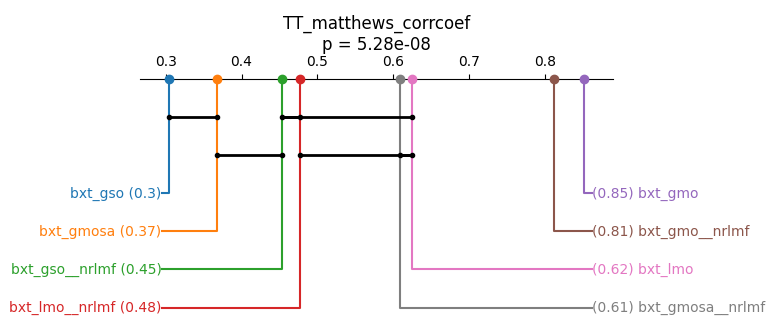 TT_matthews_corrcoef
p = 5.28e-08
0.3 0.4 0.5 0.6 0.7 0.8
bxt_gso (0.3) (0.85) bxt_gmo
bxt_gmosa (0.37) (0.81) bxt_gmo__nrlmf
bxt_gso__nrlmf (0.45) (0.62) bxt_lmo
bxt_lmo__nrlmf (0.48) (0.61) bxt_gmosa__nrlmf